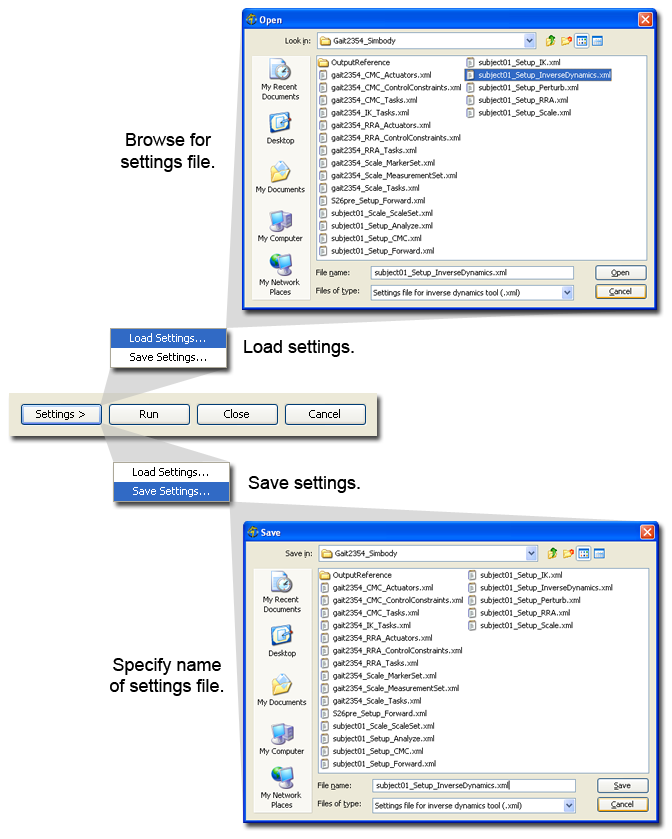 Open
Look in:
Gait2354_Simbody
My Recent
Documents
Desktop
My Documents
My Computer
My Network
Places
OutputReference
gait2354_CMC_Actuators.xml
gait2354_CMC_ControlConstraints.xml
gait2354_CMC_Tasks.xml
gait2354_IK_Tasks.xml
gait2354_RRA_Actuators.xml
gait2354_RRA_ControlConstraints.xml
gait2354_RRA_Tasks.xml
gait2354_Scale_MarkerSet.xml
gait2354_Scale_MeasurementSet.xml
gait2354_Scale_Tasks.xml
S26pre_Setup_Forward.xml
subject01_Scale_ScaleSet.xml
subject01_Setup_Analyze.xml
subject01_Setup_CMC.xml
subject01_Setup_Forward.xml
subject01_Setup_IK.xml
subject01_Setup_InverseDynamics.xml
subject01_Setup_Perturb.xml
subject01_Setup_RRA.xml
subject01_Setup_Scale.xml
File name:
subject01_Setup_InverseDynamics.xml
Open
Files of type:
Settings file for inverse dynamics tool (.xml)
Cancel
Browse for
settings file.
Load Settings...
Save Settings...
Load settings.
Settings >
Run
Close
Cancel
Load Settings...
Save Settings...
Save settings.
Save
Save in:
Gait2354_Simbody
My Recent
Documents
Desktop
My Documents
My Computer
My Network
Places
OutputReference
gait2354_CMC_Actuators.xml
gait2354_CMC_ControlConstraints.xml
gait2354_CMC_Tasks.xml
gait2354_IK_Tasks.xml
gait2354_RRA_Actuators.xml
gait2354_RRA_ControlConstraints.xml
gait2354_RRA_Tasks.xml
gait2354_Scale_MarkerSet.xml
gait2354_Scale_MeasurementSet.xml
gait2354_Scale_Tasks.xml
S26pre_Setup_Forward.xml
subject01_Scale_ScaleSet.xml
subject01_Setup_Analyze.xml
subject01_Setup_CMC.xml
subject01_Setup_Forward.xml
subject01_Setup_IK.xml
subject01_Setup_InverseDynamics.xml
subject01_Setup_Perturb.xml
subject01_Setup_RRA.xml
subject01_Setup_Scale.xml
File name:
subject01_Setup_InverseDynamics.xml
Save
Files of type:
Settings file for inverse dynamics tool (.xml)
Cancel
Specify name
of settings file.